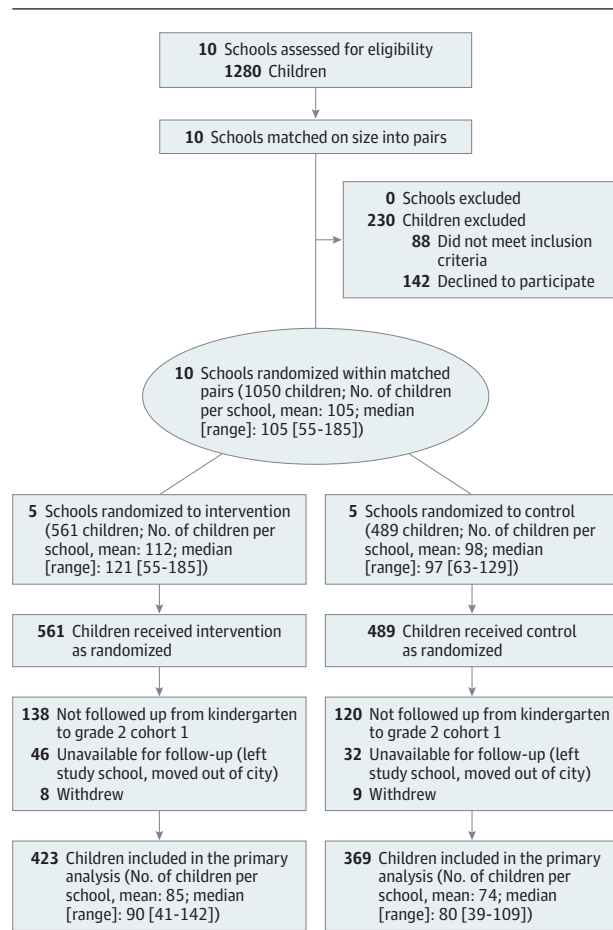 10 Schools assessed for eligibility
1280 Children
10 Schools matched on size into pairs
0 Schools excluded
230 Children excluded
88 Did not meet inclusion
criteria
142 Declined to participate
10 Schools randomized within matched
pairs (1050 children; No. of children
per school, mean: 105; median
[range]: 105 [55-185])
5 Schools randomized to intervention
(561 children; No. of children per
school, mean: 112; median
[range]: 121 [55-185])
5 Schools randomized to control
(489 children; No. of children per
school, mean: 98; median
[range]: 97 [63-129])
561 Children received intervention
as randomized
489 Children received control
as randomized
138 Not followed up from kindergarten
to grade 2 cohort 1
46 Unavailable for follow-up (left
study school, moved out of city)
8 Withdrew
120 Not followed up from kindergarten
to grade 2 cohort 1
32 Unavailable for follow-up (left
study school, moved out of city)
9 Withdrew
423 Children included in the primary
analysis (No. of children per
school, mean: 85; median
[range]: 90 [41-142])
369 Children included in the primary
analysis (No. of children per
school, mean: 74; median
[range]: 80 [39-109])